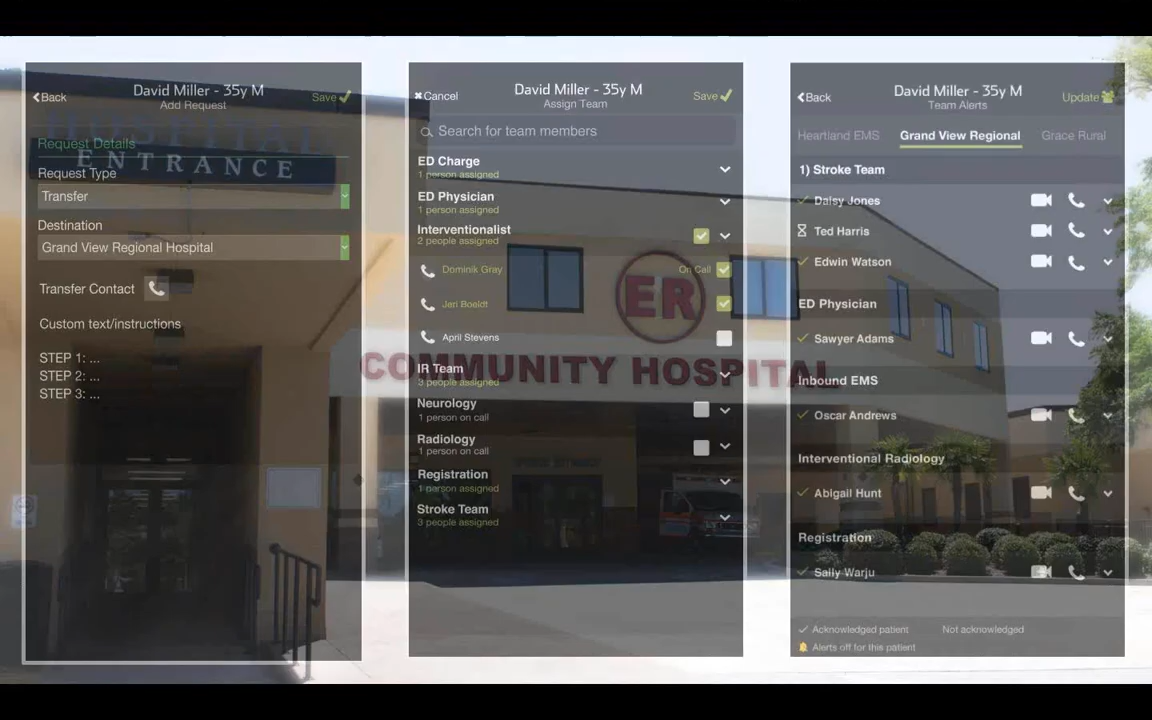 Back
David Miller - 35y M
Add Request
Save
HOSPITAL
ENTRANCE
Request Details
Request Type
Transfer
Destination
Grand View Regional Hospital
Transfer Contact
Custom text/instructions
STEP 1: ...
STEP 2: ...
STEP 3: ...
Cancel
David Miller - 35y M
Assign Team
Save
Search for team members
ED Charge
1 person assigned
ED Physician
1 person assigned
Interventionalist
2 people assigned
Dominik Gray
On Call
Jari Boeldt
April Stevens
IR Team
3 people assigned
Neurology
1 person on call
Radiology
1 person on call
Registration
1 person assigned
Stroke Team
3 people assigned
ER
COMMUNITY HOSPITAL
Back
David Miller - 35y M
Team Alerts
Update
Heartland EMS
Grand View Regional
Grace Rural
1) Stroke Team
Daisy Jones
Ted Harris
Edwin Watson
ED Physician
Sawyer Adams
Inbound EMS
Oscar Andrews
Interventional Radiology
Abigail Hunt
Registration
Sally Warju
Acknowledged patient
Not acknowledged
Alerts off for this patient